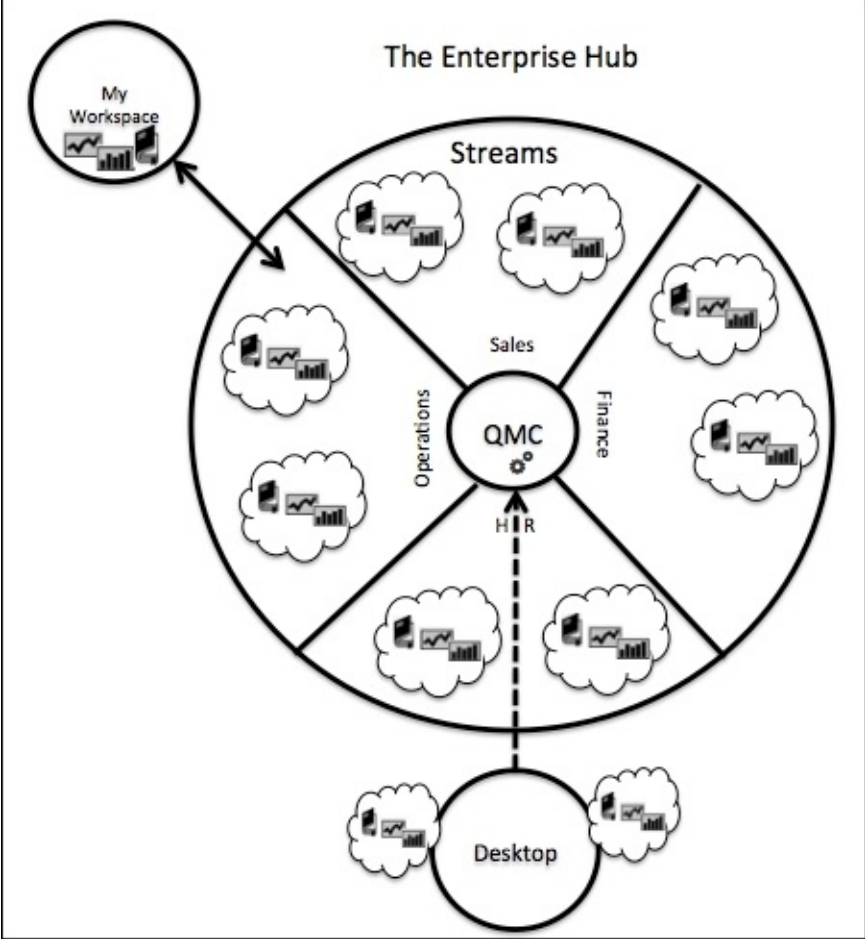 The Enterprise Hub
My
Workspace
Streams
Sales
Operations
Finance
QMC
H R
Desktop